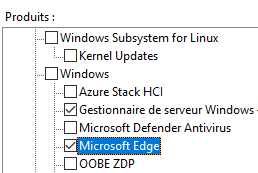 Produits :
Windows Subsystem for Linux
Kernel Updates
Windows
Azure Stack HCI
Gestionnaire de serveur Windows -
Microsoft Defender Antivirus
Microsoft Edge
OOBE ZDP